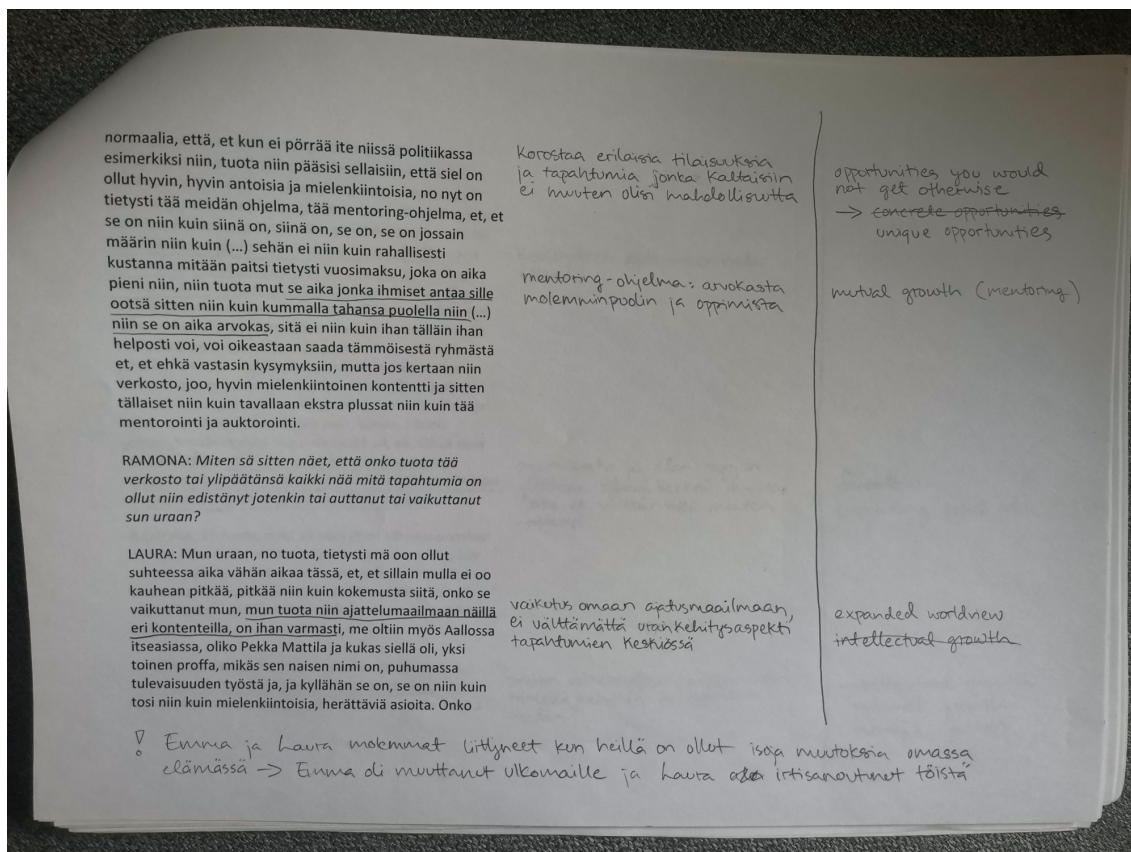 normaalia, että, et kun ei pörrää ite niissä politiikassa
esimerkiksi niin, tuota niin pääsisi sellaisiin, että siel on
ollut hyvin, hyvin antoisia ja mielenkiintoisia, no nyt on
tietysti tää meidän ohjelma, tää mentoring-ohjelma, et, et
se on niin kuin siinä on, siinä on, se on, se on jossain
määrin niin kuin (...) sehän ei niin kuin rahallisesti
kustanna mitään paitsi tietysti vuosimaksu, joka on aika
pieni niin, niin tuota mut se aika jonka ihmiset antaa sille
ootsä sitten niin kuin kummalla tahansa puolella niin (...)
niin se on aika arvokas, sitä ei niin kuin ihan tälläin ihan
helposti voi, voi oikeastaan saada tämmöisestä ryhmästä
et, et ehkä vastasin kysymyksiin, mutta jos kertaan niin
verkosto, joo, hyvin mielenkiintoinen kontentti ja sitten
tällaiset niin kuin tavallaan ekstra plussat niin kuin tää
mentorointi ja auktorointi.
RAMONA: Miten sä sitten näet, että onko tuota tää
verkosto tai ylipäätänsä kaikki nää mitä tapahtumia on
ollut niin edistänyt jotenkin tai auttanut tai vaikuttanut
sun uraan?
LAURA: Mun uraan, no tuota, tietysti mä oon ollut
suhteessa aika vähän aikaa tässä, et, et sillain mulla ei oo
kauhean pitkää, pitkää niin kuin kokemusta siitä, onko se
vaikuttanut mun, mun tuota niin ajattelumaailmaan näillä
eri kontenteilla, on ihan varmasti, me oltiin myös Aallossa
itseasiassa, oliko Pekka Mattila ja kukas siellä oli, yksi
toinen proffa, mikäs sen naisen nimi on, puhumassa
tulevaisuuden työstä ja, ja kyllähän se on, se on niin kuin
tosi niin kuin mielenkiintoisia, herättäviä asioita. Onko
Korostaa erilaisia tilaisuuksia
ja tapahtumia jonka kaltaisiin
ei muuten olisi mahdollisuutta
mentoring-ohjelma: arvokasta
molemminpuolin ja oppimista
vaikutus omaan ajatusmaailmaan,
ei välttämättä urankehitysaspekti
tapahtumien keskiössä
opportunities you would
not get otherwise
→ concrete opportunities
unique opportunities
mutual growth (mentoring)
expanded worldview
intellectual growth
! Emma ja Laura molemmat liittyneet kun heillä on ollut isoja muutoksia omassa
elämässä → Emma oli muuttanut ulkomaille ja Laura irtisanoutunut töistä